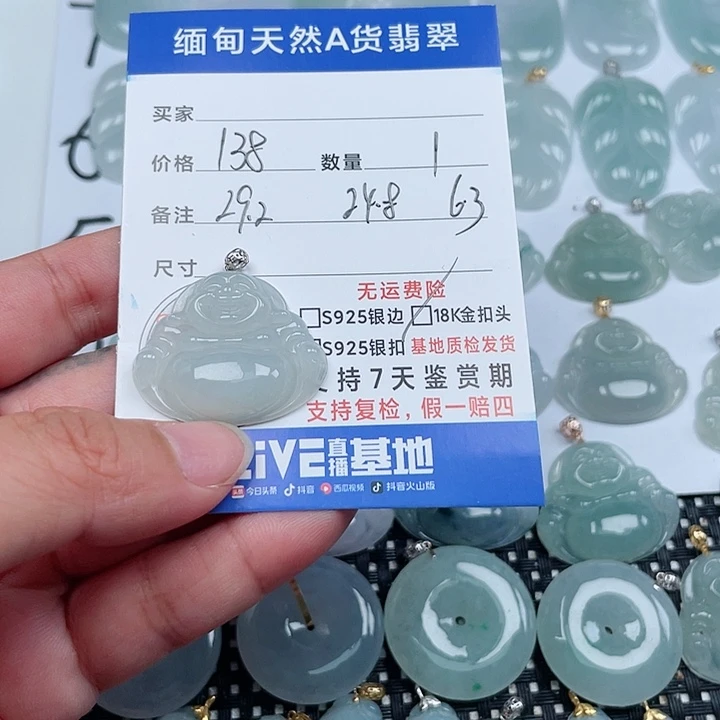 缅甸天然A货翡翠
买家
价格 138 数量 1
备注 29.2 24.8 6.3
尺寸
无运费险
S925银边 18K金扣头
S925银扣 基地质检发货
持7天鉴赏期
支持复检，假一赔四
LIVE直播基地
今日头条 抖音 西瓜视频 抖音火山版